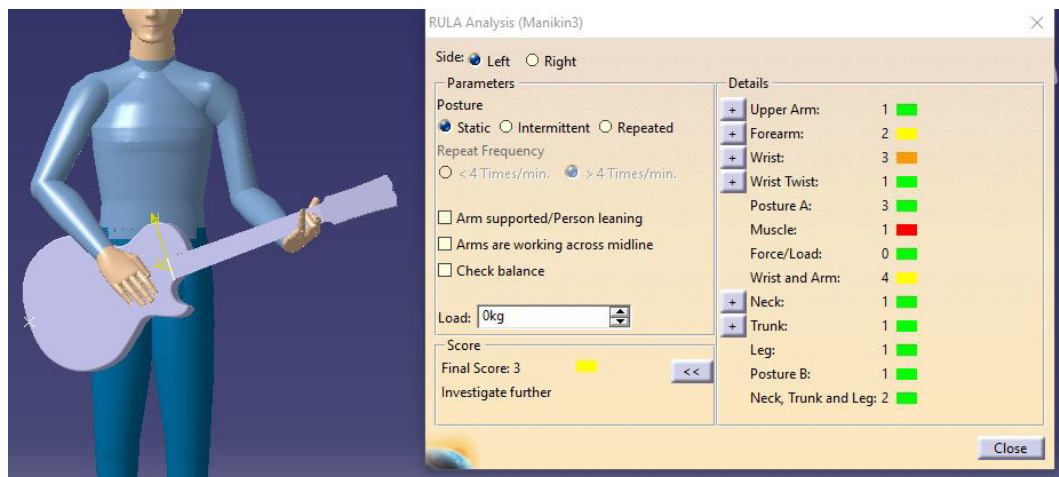 RULA Analysis (Manikin3)
Side: Left Right
Parameters
Posture
Static Intermittent Repeated
Repeat Frequency
< 4 Times/min. > 4 Times/min.
Arm supported/Person leaning
Arms are working across midline
Check balance
Load: 0kg
Score
Final Score: 3
<<
Investigate further
Details
+ Upper Arm: 1
+ Forearm: 2
+ Wrist: 3
+ Wrist Twist: 1
Posture A: 3
Muscle: 1
Force/Load: 0
Wrist and Arm: 4
+ Neck: 1
+ Trunk: 1
Leg: 1
Posture B: 1
Neck, Trunk and Leg: 2
Close